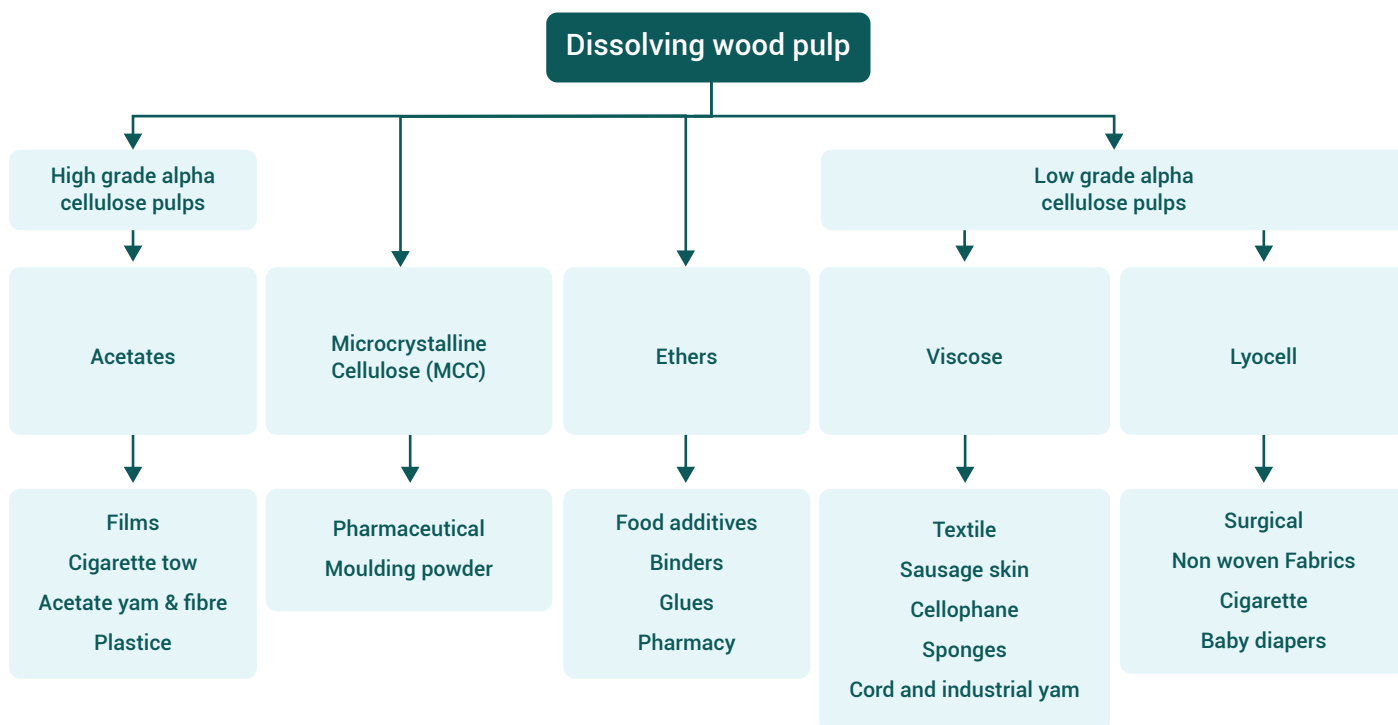 Dissolving wood pulp
High grade alpha
cellulose pulps
Low grade alpha
cellulose pulps
Acetates
Microcrystalline
Cellulose (MCC)
Ethers
Viscose
Lyocell
Films
Cigarette tow
Acetate yam & fibre
Plastice
Pharmaceutical
Moulding powder
Food additives
Binders
Glues
Pharmacy
Textile
Sausage skin
Cellophane
Sponges
Cord and industrial yam
Surgical
Non woven Fabrics
Cigarette
Baby diapers